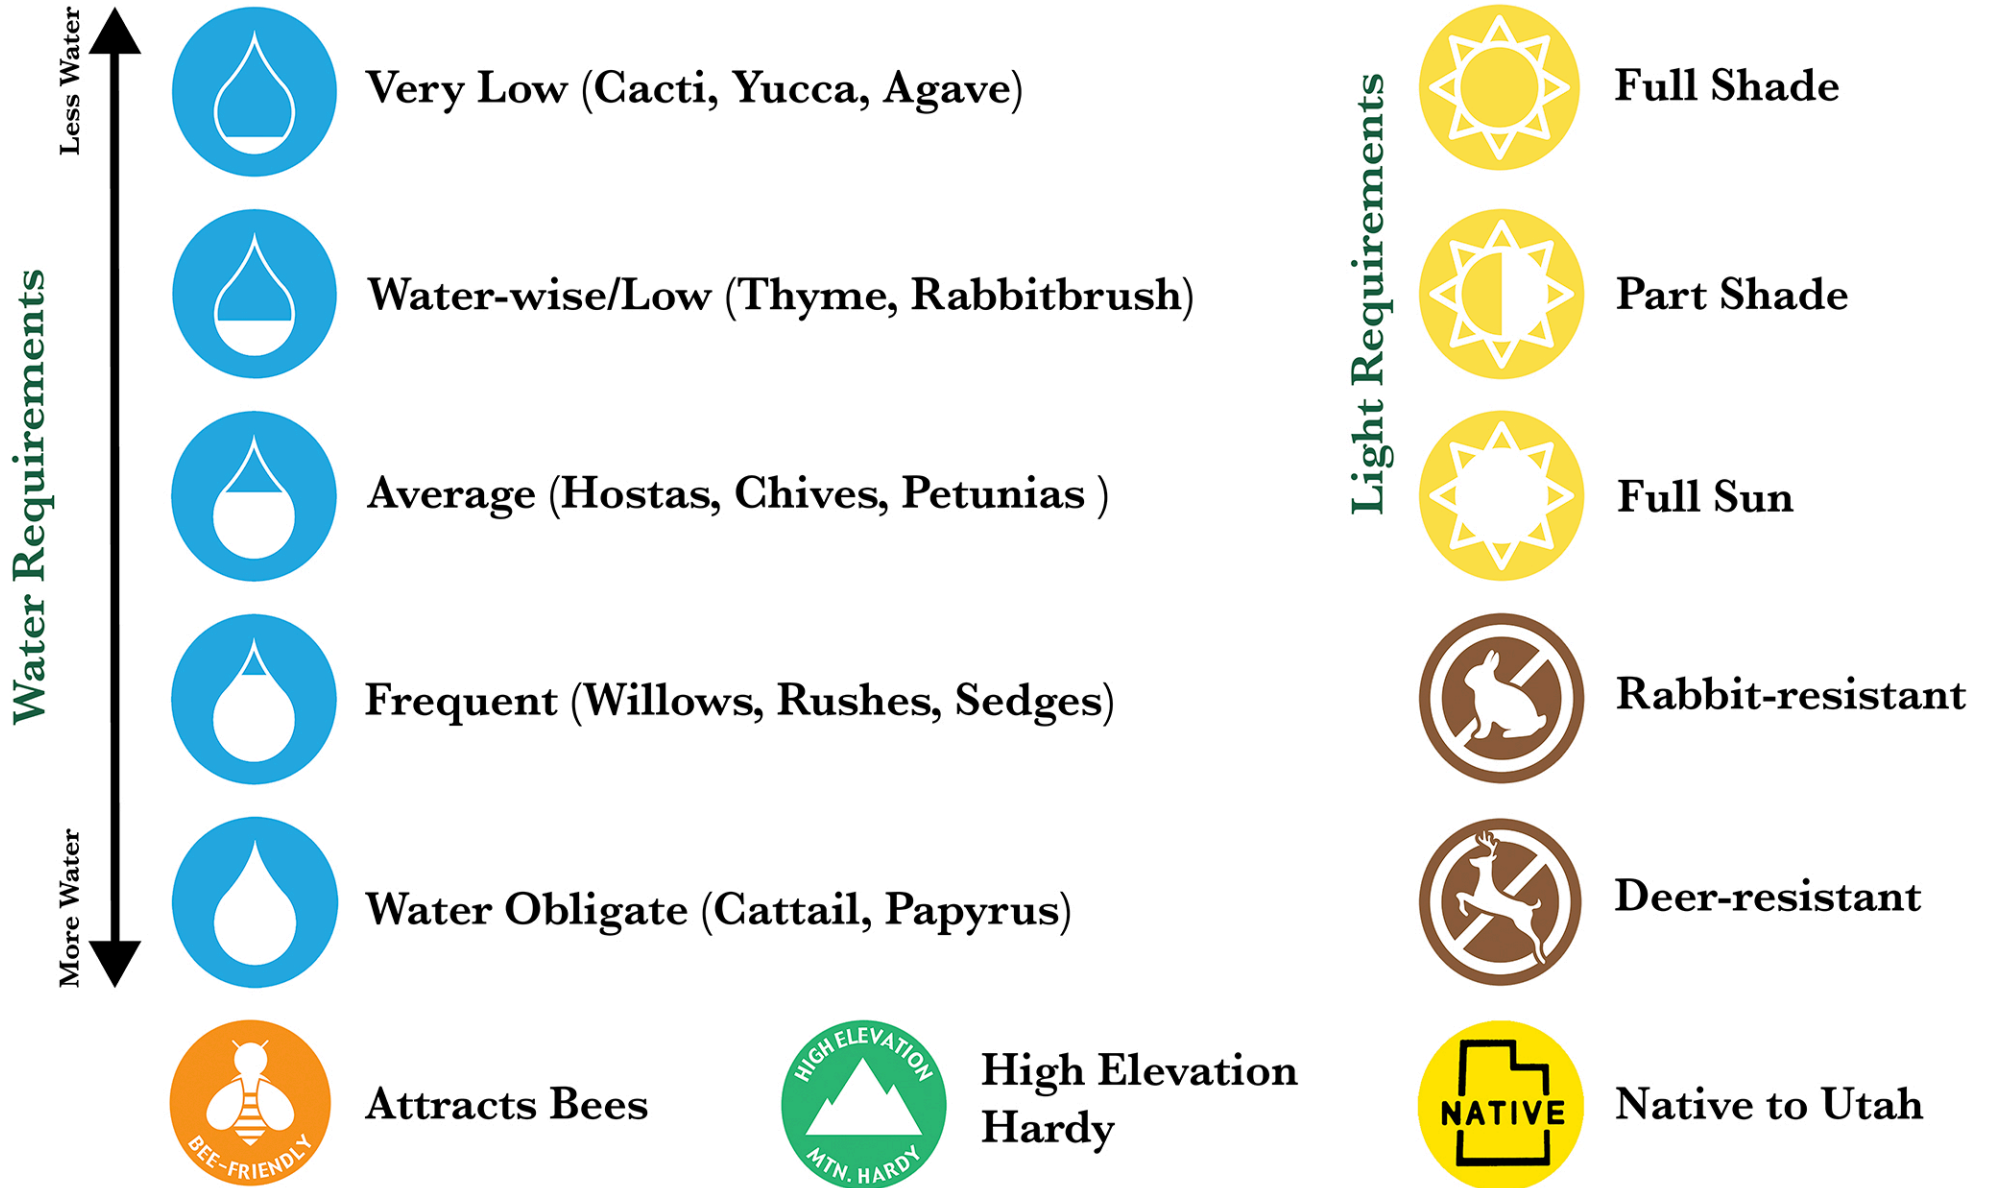 Water Requirements
Less Water
More Water
Very Low (Cacti, Yucca, Agave)
Water-wise/Low (Thyme, Rabbitbrush)
Average (Hostas, Chives, Petunias )
Frequent (Willows, Rushes, Sedges)
Water Obligate (Cattail, Papyrus)
Light Requirements
Full Shade
Part Shade
Full Sun
Rabbit-resistant
Deer-resistant
BEE-FRIENDLY
Attracts Bees
HIGH ELEVATION
MTN. HARDY
High Elevation
Hardy
NATIVE
Native to Utah